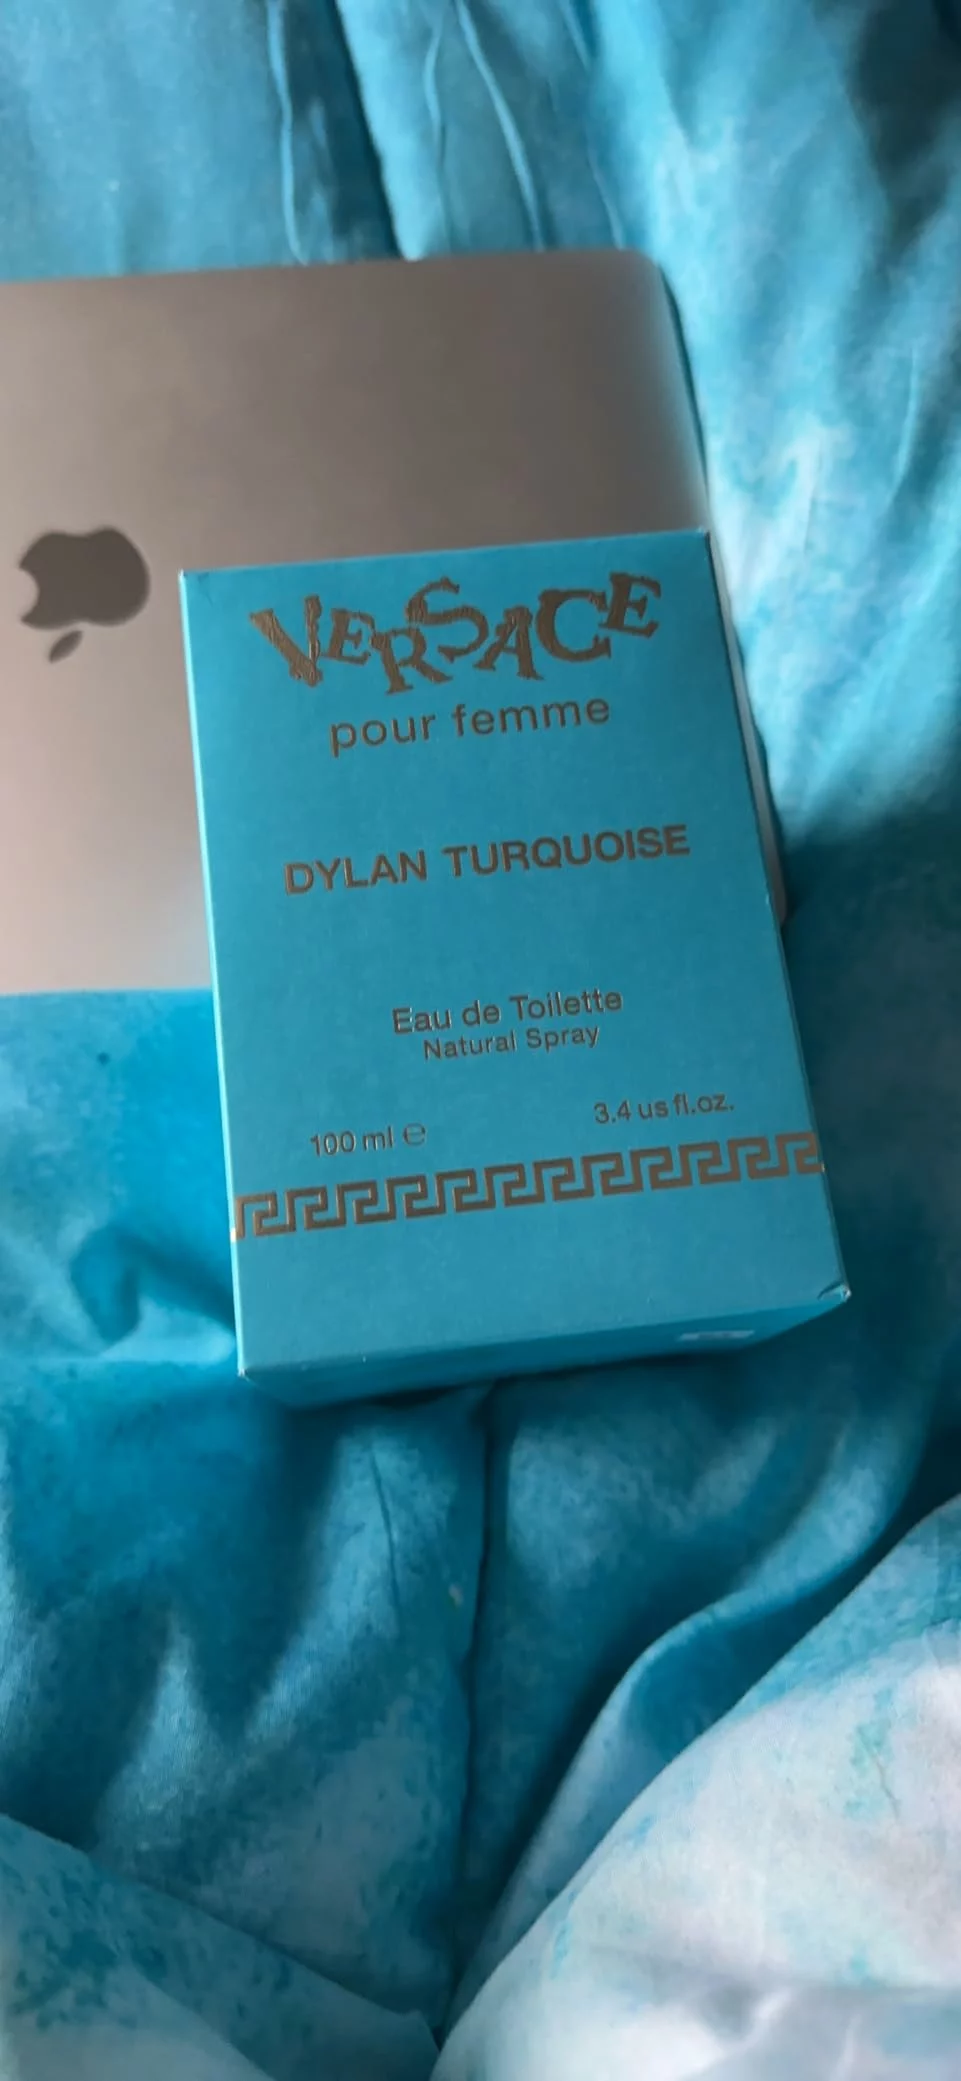 VERSACE
pour femme
DYLAN TURQUOISE
Eau de Toilette
Natural Spray
100 ml ℮
3.4 us fl.oz.